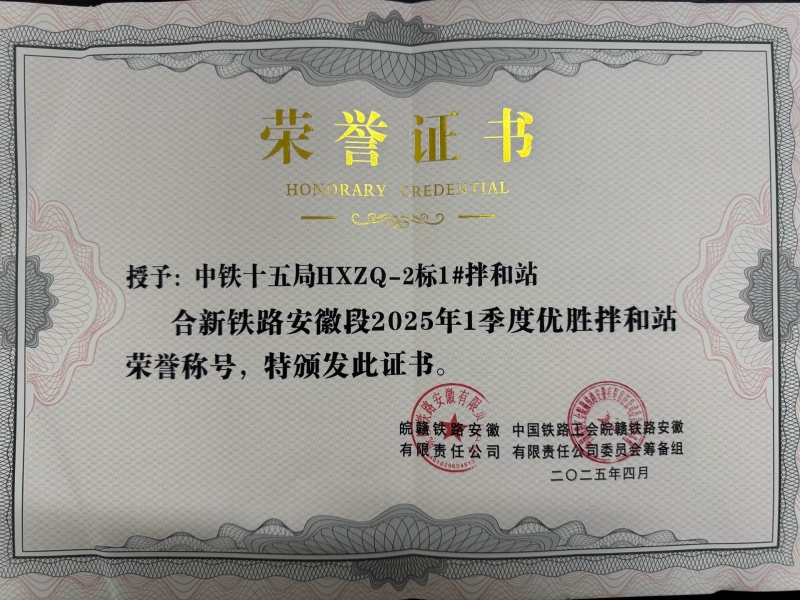 荣誉证书
HONORARY CREDENTIAL
授予：中铁十五局HXZQ-2标1#拌和站
合新铁路安徽段2025年1季度优胜拌和站
荣誉称号，特颁发此证书。
皖赣铁路安徽
有限责任公司
中国铁路工会皖赣铁路安徽
有限责任公司委员会筹备组
二〇二五年四月